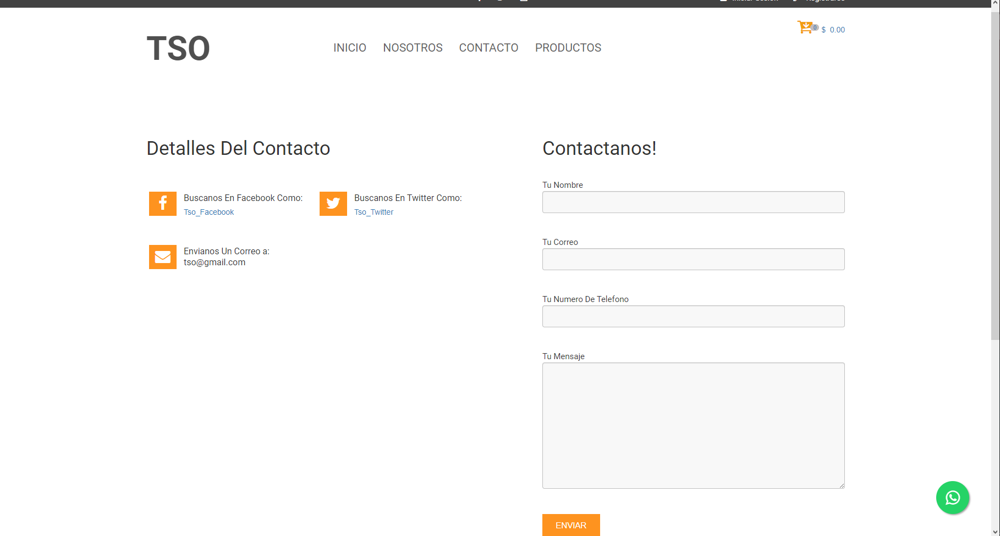 TSO
INICIO NOSOTROS CONTACTO PRODUCTOS
0 $ 0.00
Detalles Del Contacto
Buscanos En Facebook Como:
Tso_Facebook
Buscanos En Twitter Como:
Tso_Twitter
Envianos Un Correo a:
tso@gmail.com
Contactanos!
Tu Nombre
Tu Correo
Tu Numero De Telefono
Tu Mensaje
ENVIAR